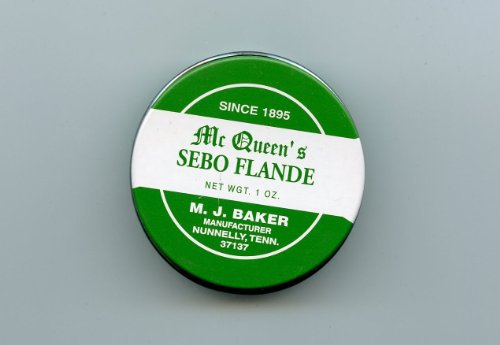 SINCE 1895
Mc Queen's
SEBO FLANDE
NET WGT. 1 OZ.
M. J. BAKER
MANUFACTURER
NUNNELLY, TENN.
37137